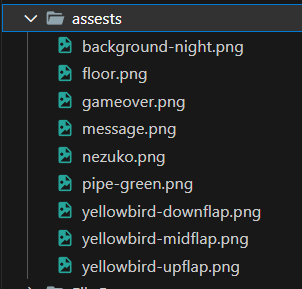 assests
background-night.png
floor.png
gameover.png
message.png
nezuko.png
pipe-green.png
yellowbird-downflap.png
yellowbird-midflap.png
yellowbird-upflap.png